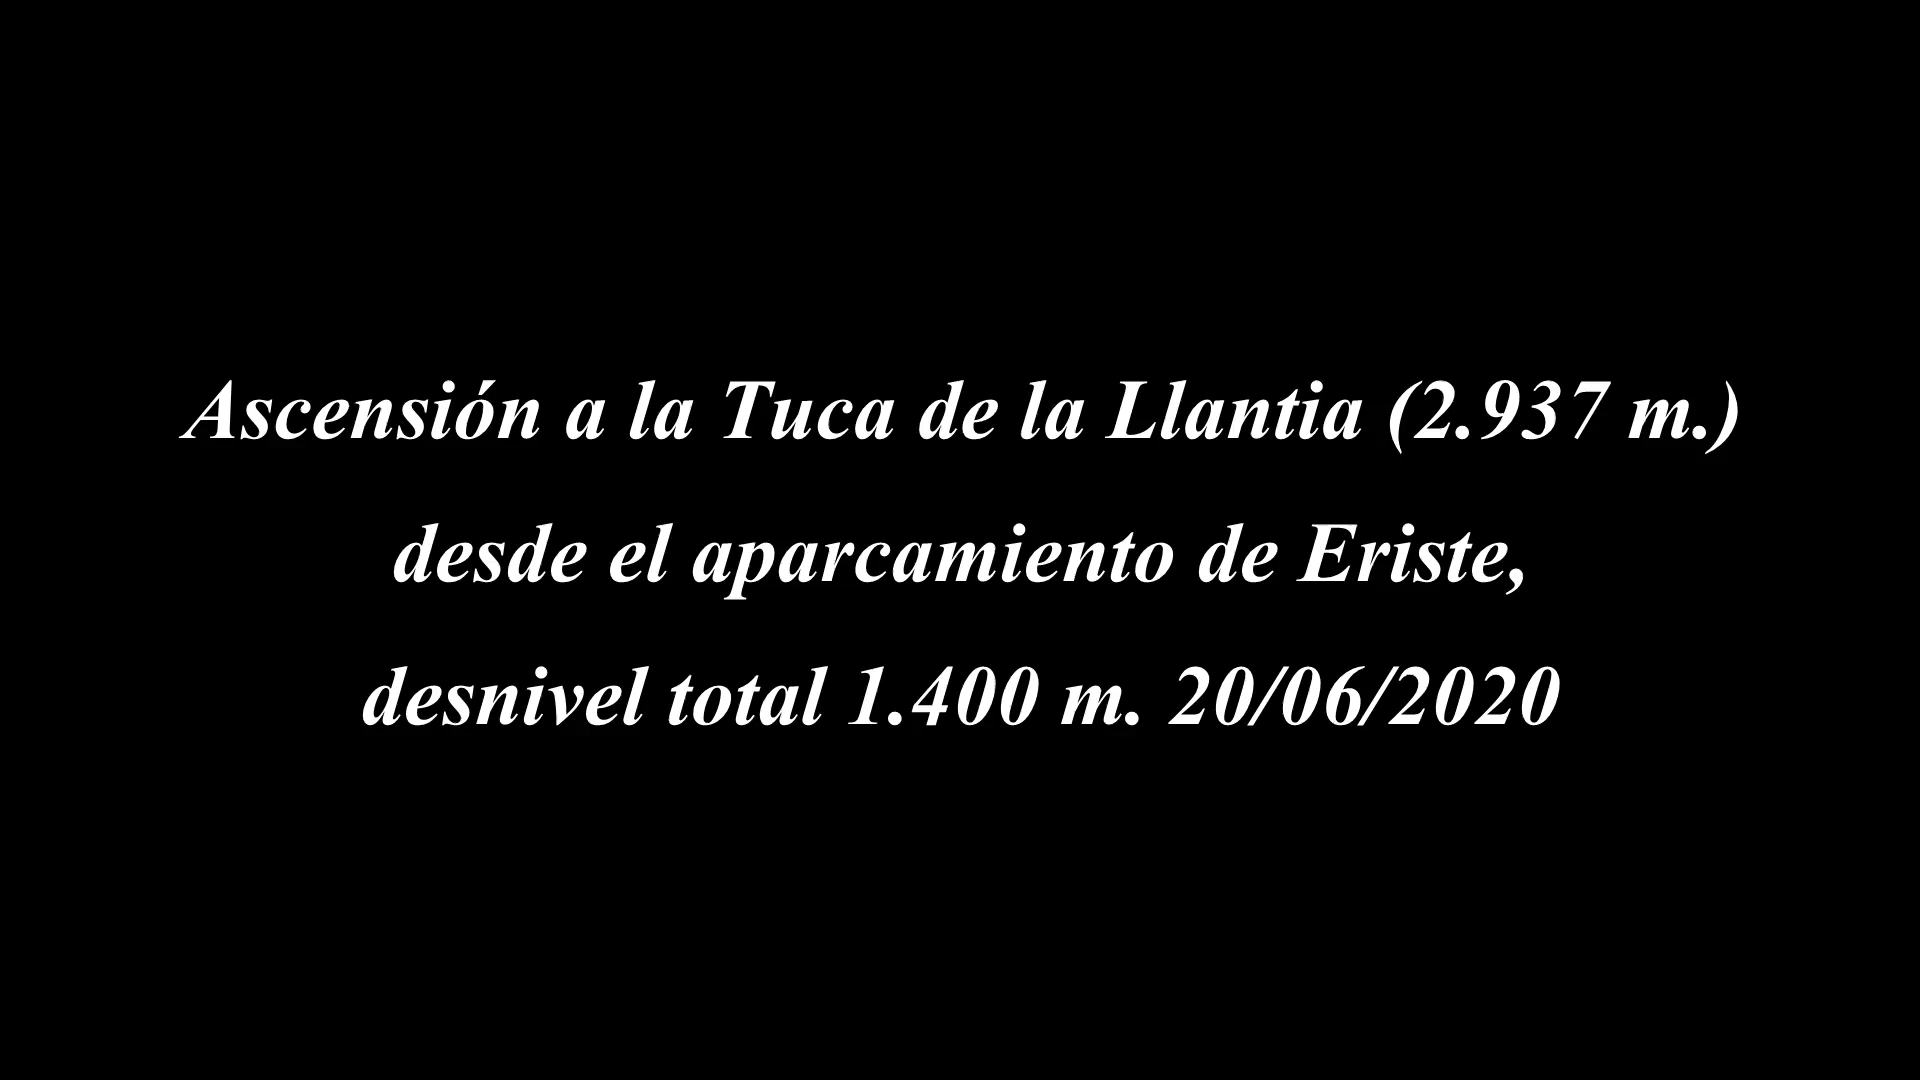 Ascensión a la Tuca de la Llantia (2.937 m.)
desde el aparcamiento de Eriste,
desnivel total 1.400 m. 20/06/2020